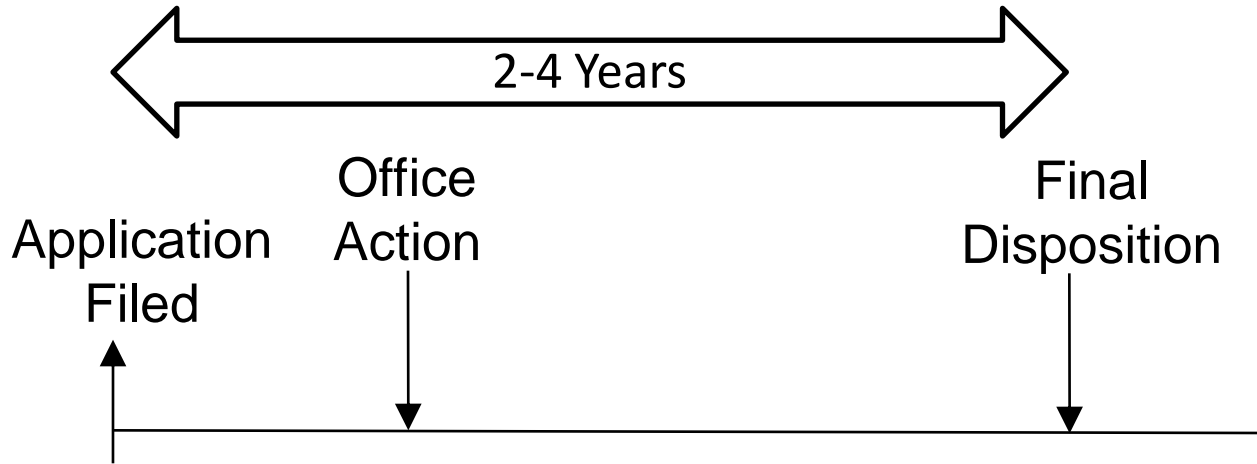 2-4 Years
Application
Filed
Office
Action
Final
Disposition